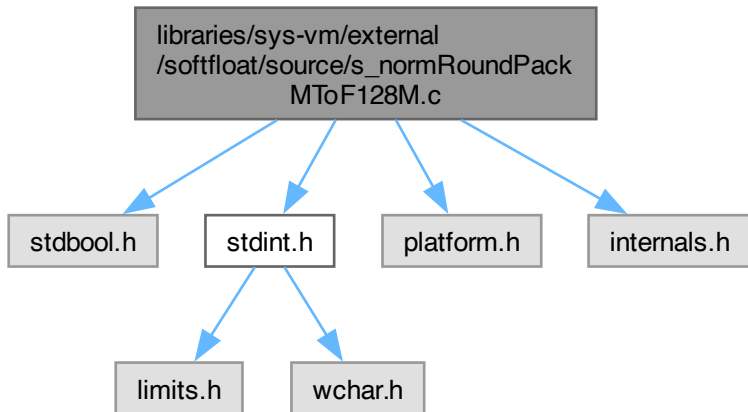 libraries/sys-vm/external
/softfloat/source/s_normRoundPack
MToF128M.c
stdbool.h
stdint.h
platform.h
internals.h
limits.h
wchar.h